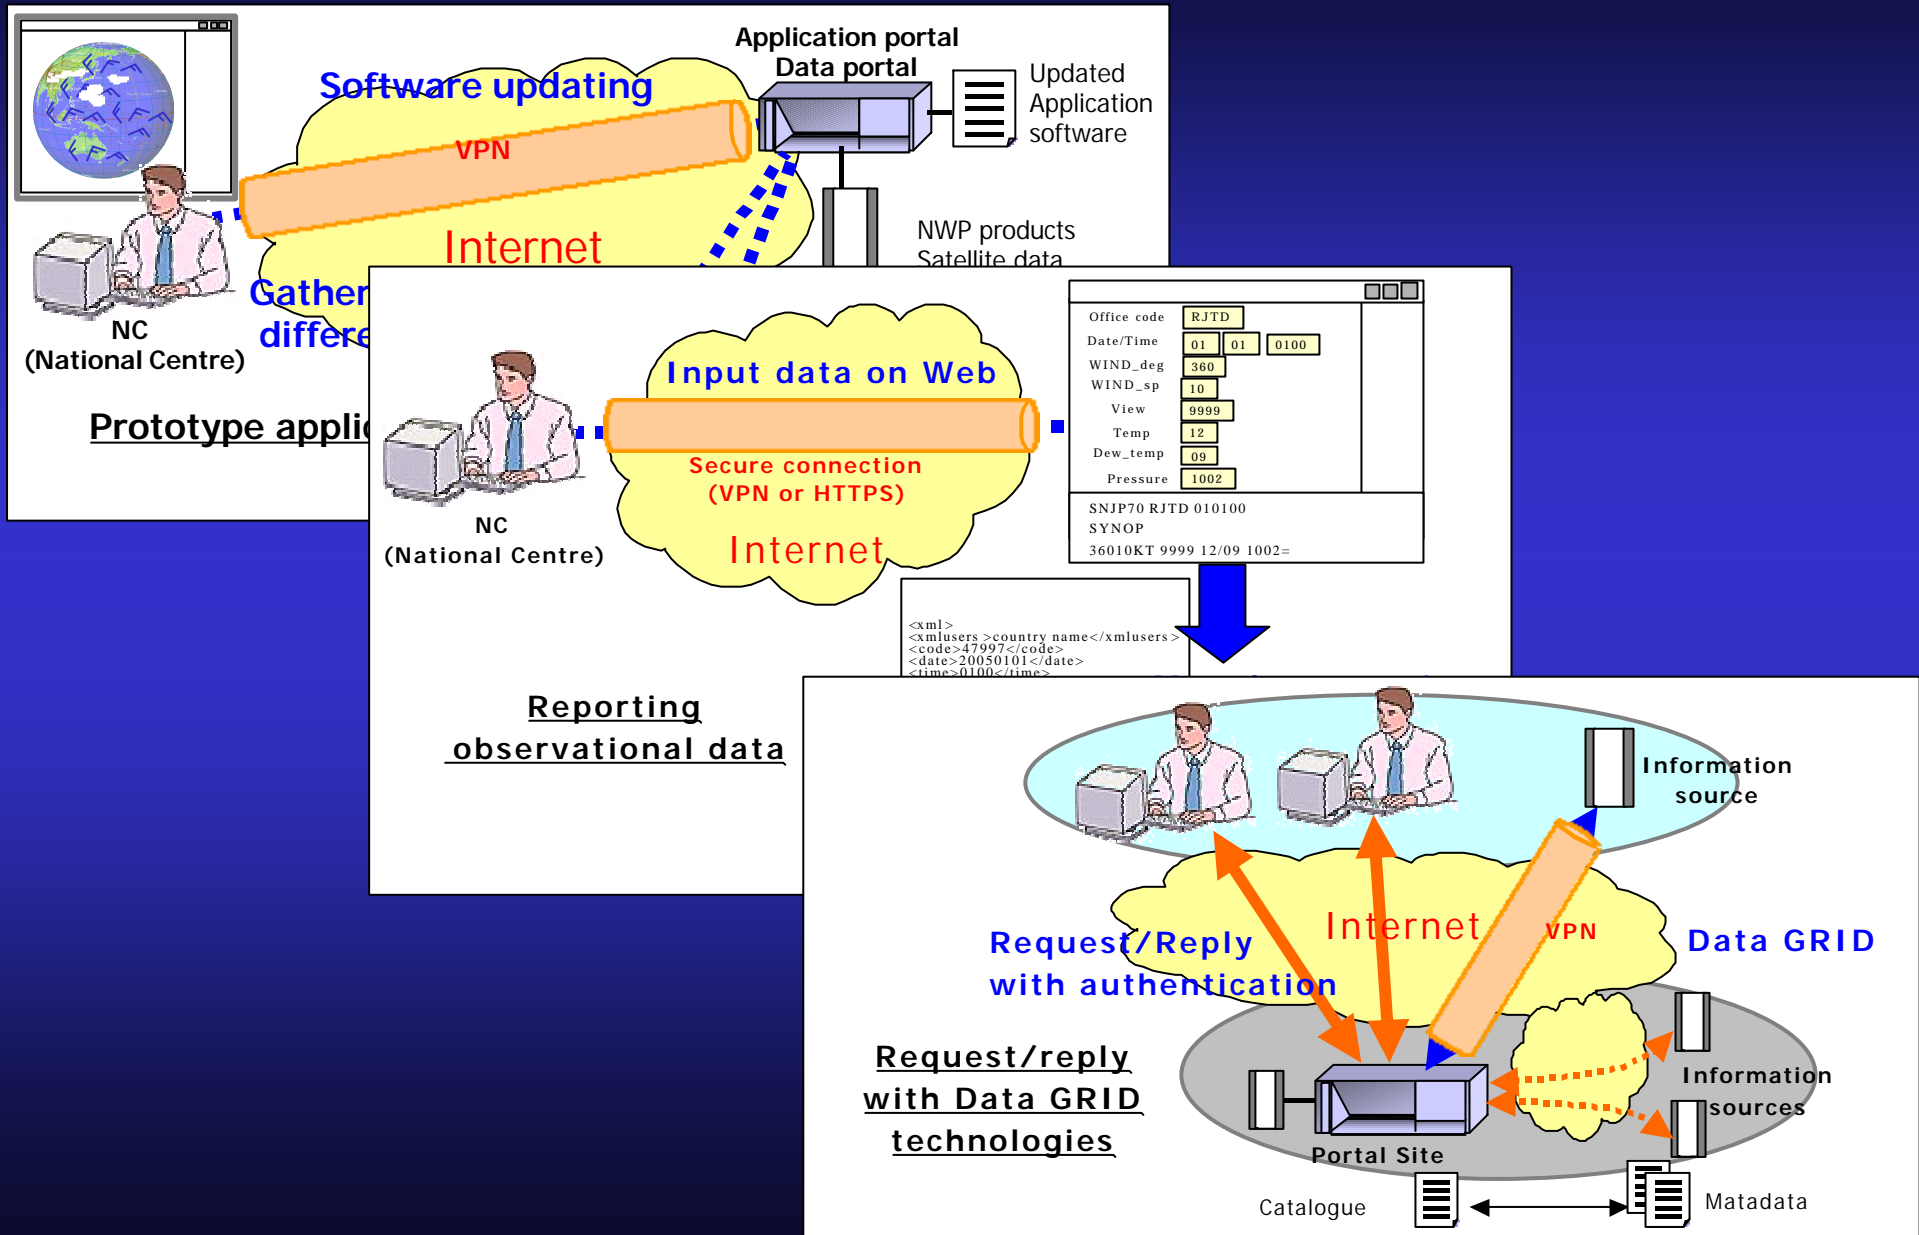 Application portal
Data portal
Updated
Application
software
Software updating
VPN
Internet
NWP products
Satellite data
NC
(National Centre)
Gather
differe
Prototype applic
Input data on Web
Secure connection
(VPN or HTTPS)
Internet
NC
(National Centre)
Office code RJTD
Date/Time 01 01 0100
WIND_deg 360
WIND_sp 10
View 9999
Temp 12
Dew_temp 09
Pressure 1002
SNJP70 RJTD 010100
SYNOP
36010KT 9999 12/09 1002=
<xml>
<xmlusers >country name</xmlusers >
<code>47997</code>
<date>20050101</date>
<time>0100</time>
Reporting
observational data
Information
source
Internet
VPN
Request/Reply
with authentication
Data GRID
Request/reply
with Data GRID
technologies
Information
sources
Portal Site
Catalogue
Matadata